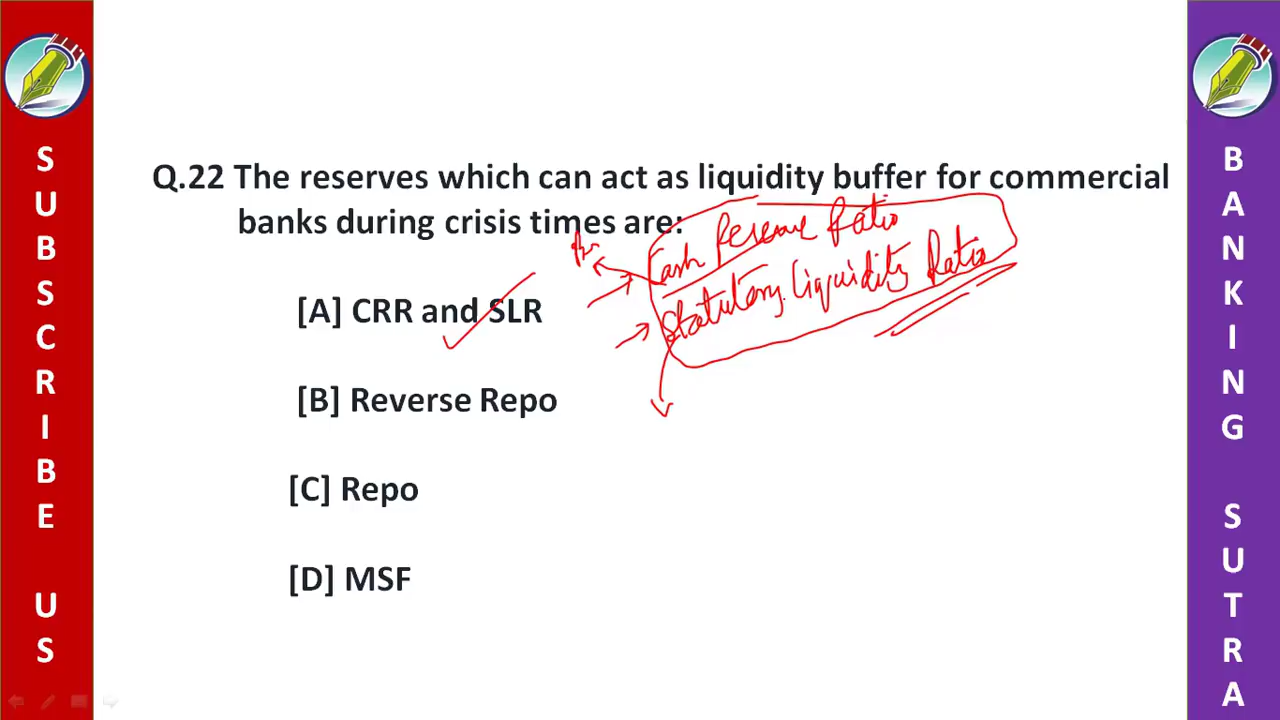 SUBSCRIBE US
Q.22 The reserves which can act as liquidity buffer for commercial
banks during crisis times are:
Cash Reserve Ratio
Statutory liquidity Ratio
[A] CRR and SLR
[B] Reverse Repo
[C] Repo
[D] MSF
BANKING SUTRA